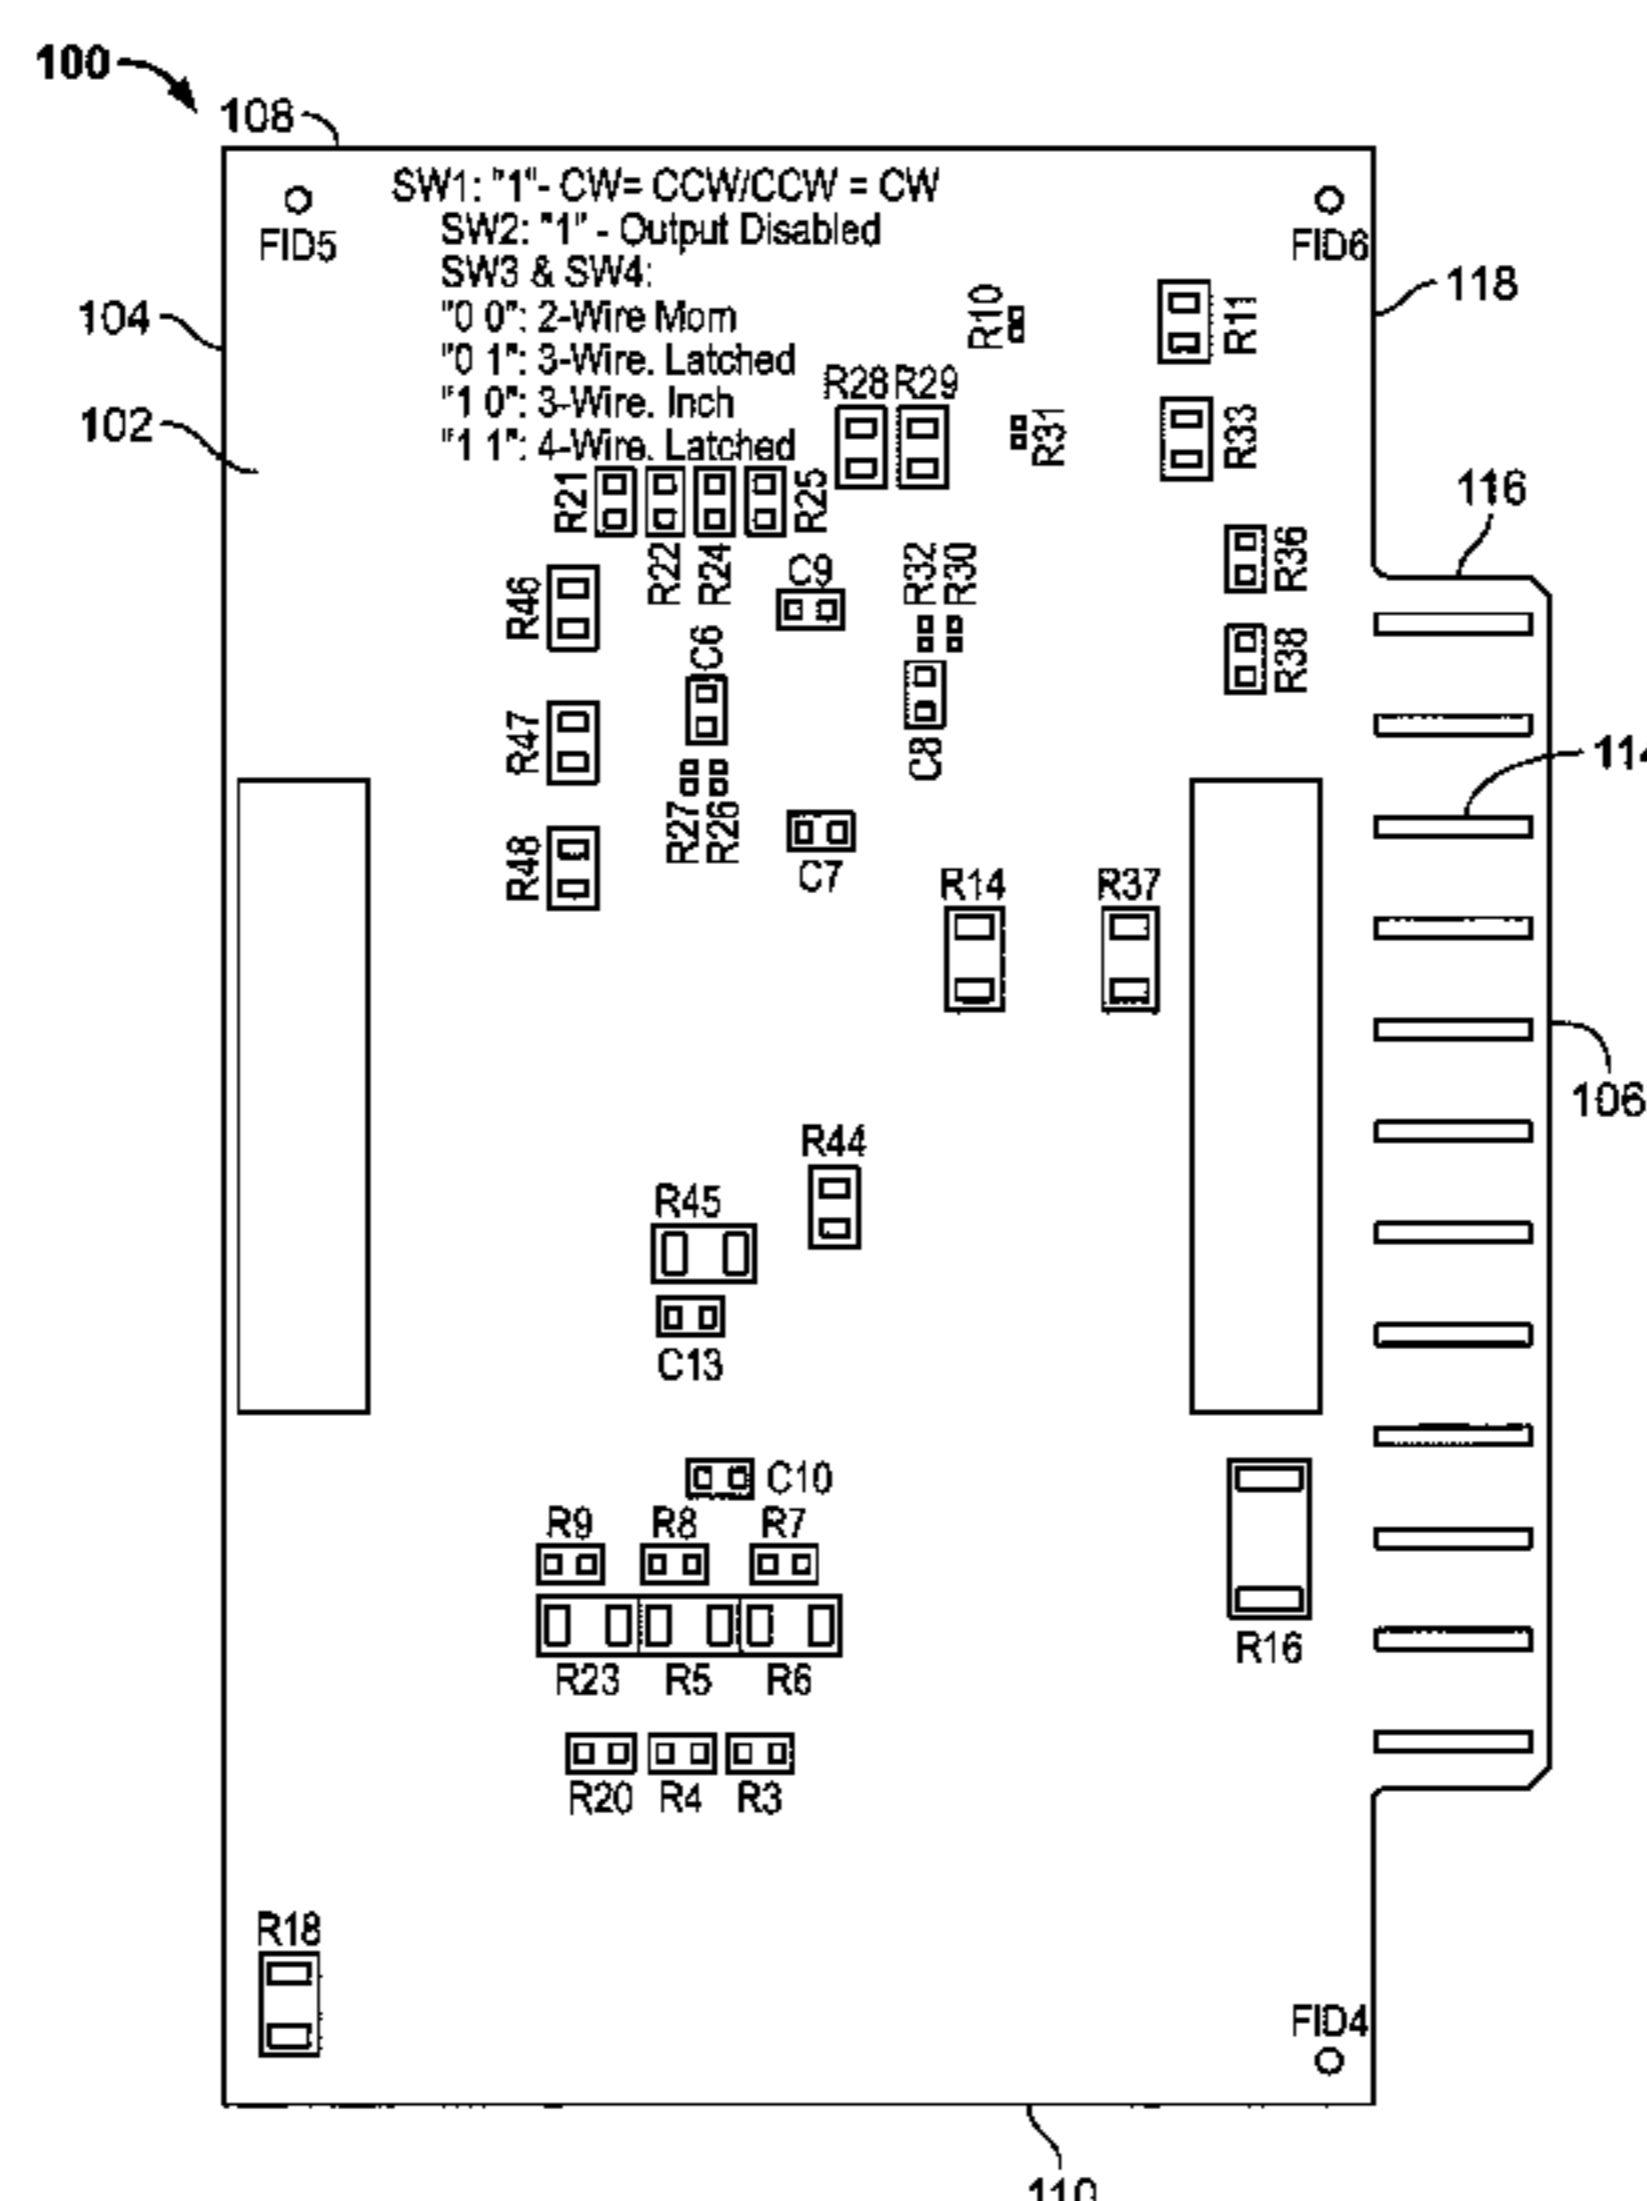 100
108
SW1: "1"- CW= CCW/CCW = CW
SW2: "1" - Output Disabled
SW3 & SW4:
"0 0": 2-Wire Mom
"0 1": 3-Wire. Latched
"1 0": 3-Wire. Inch
"1 1": 4-Wire. Latched
FID5
FID6
104
118
102
R10
R11
R28 R29
R31
R33
116
R21
R25
R22
R24
C9
R32
R30
R36
R46
C6
R38
R47
C8
114
R27
R26
R48
C7
R14
R37
106
R44
R45
C13
C10
R9
R8
R7
R23
R5
R6
R16
R20
R4
R3
R18
FID4
110